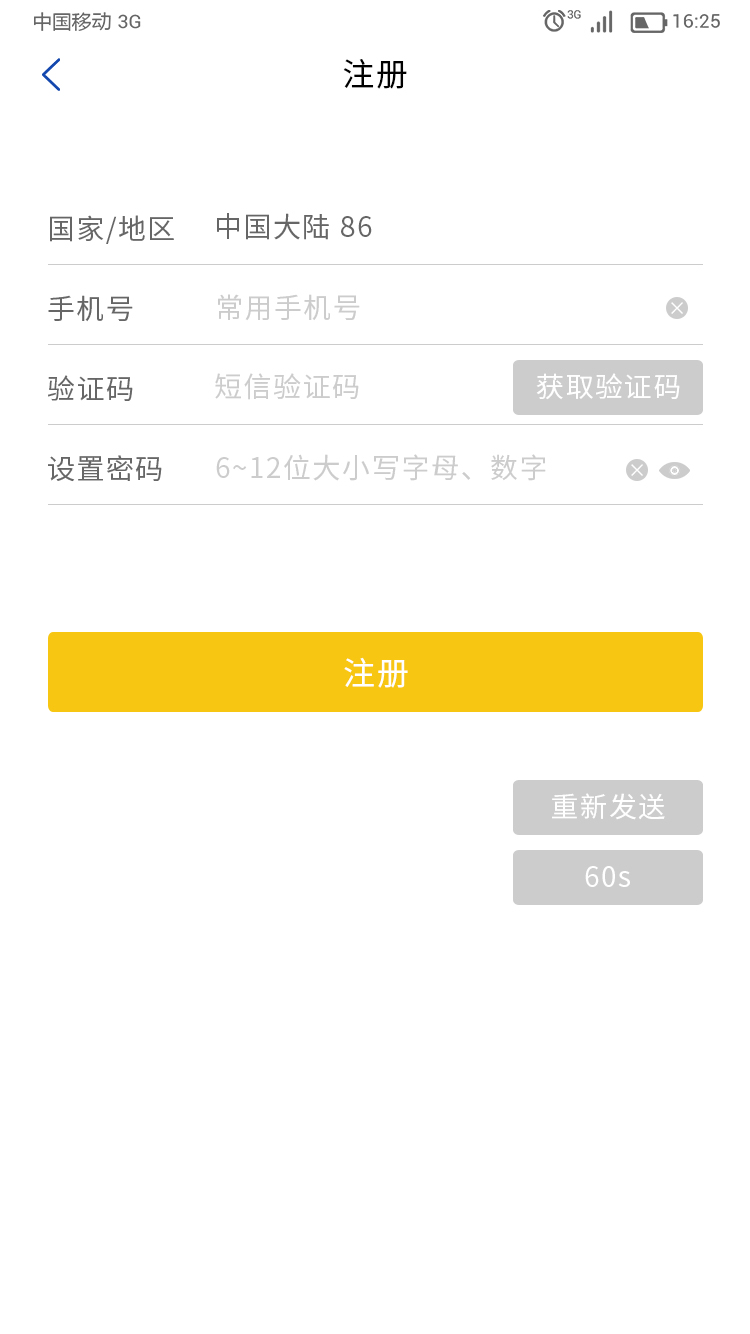 中国移动 3G 3G 16:25
注册
国家/地区 中国大陆 86
手机号 常用手机号
验证码 短信验证码 获取验证码
设置密码 6~12位大小写字母、数字
注册
重新发送
60s